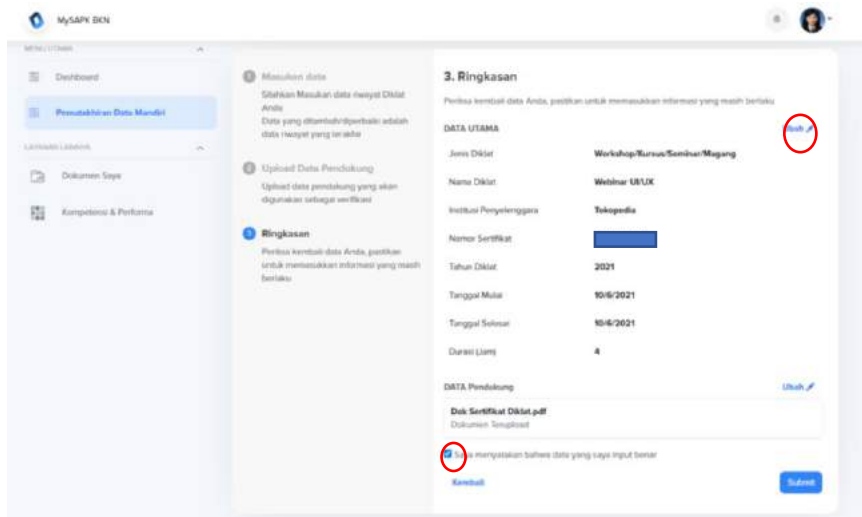 MySAPK BKN
MENU UTAMA
Dashboard
Pemutakhiran Data Mandiri
LAYANAN LAINNYA
Dokumen Saya
Kompetensi & Performa
1 Masukan data
Silahkan Masukan data riwayat Diklat
Anda
Data yang ditambah/diperbaiki adalah
data riwayat yang terakhir
2 Upload Data Pendukung
Upload data pendukung yang akan
digunakan sebagai verifikasi
3 Ringkasan
Periksa kembali data Anda, pastikan
untuk memasukkan informasi yang masih
berlaku
3. Ringkasan
Periksa kembali data Anda, pastikan untuk memasukkan informasi yang masih berlaku
DATA UTAMA Ubah
Jenis Diklat Workshop/Kursus/Seminar/Magang
Nama Diklat Webinar UI/UX
Institusi Penyelenggara Tokopedia
Nomor Sertifikat
Tahun Diklat 2021
Tanggal Mulai 10/6/2021
Tanggal Selesai 10/6/2021
Durasi (Jam) 4
DATA Pendukung Ubah
Dok Sertifikat Diklat.pdf
Dokumen Terupload
Saya menyatakan bahwa data yang saya input benar
Kembali Submit